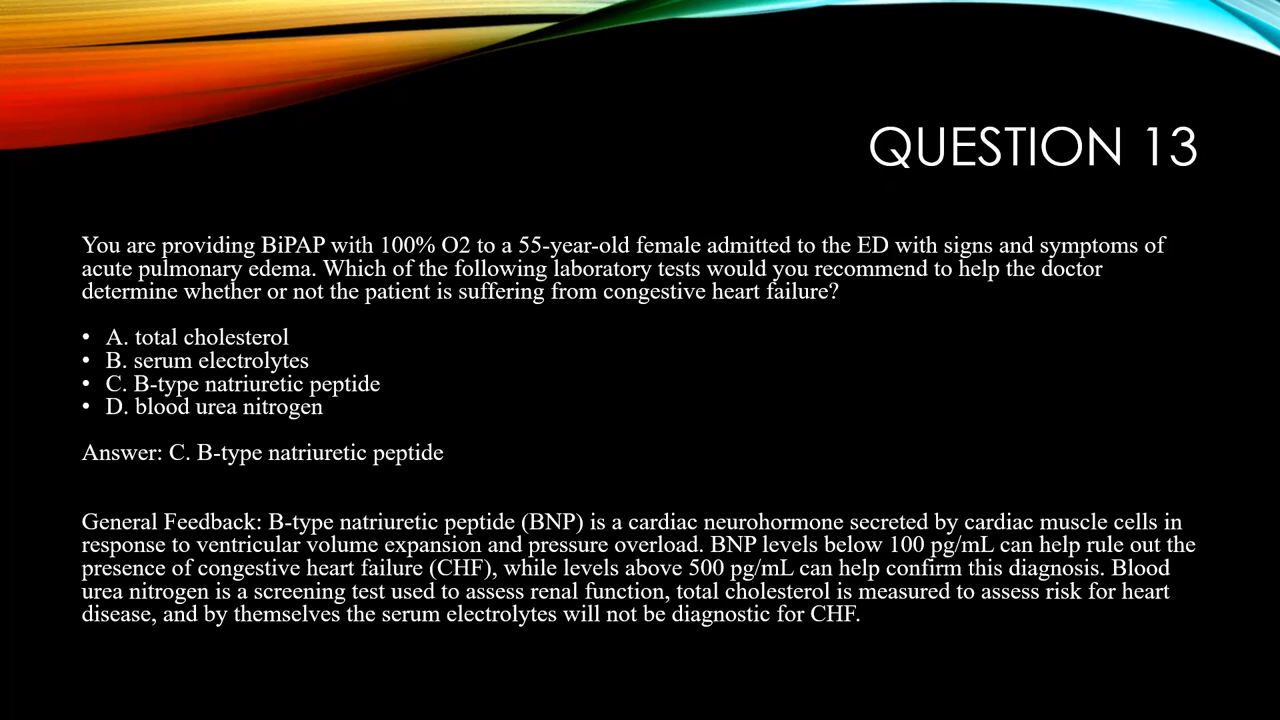 QUESTION 13
You are providing BiPAP with 100% O2 to a 55-year-old female admitted to the ED with signs and symptoms of
acute pulmonary edema. Which of the following laboratory tests would you recommend to help the doctor
determine whether or not the patient is suffering from congestive heart failure?
• A. total cholesterol
• B. serum electrolytes
• C. B-type natriuretic peptide
• D. blood urea nitrogen
Answer: C. B-type natriuretic peptide
General Feedback: B-type natriuretic peptide (BNP) is a cardiac neurohormone secreted by cardiac muscle cells in
response to ventricular volume expansion and pressure overload. BNP levels below 100 pg/mL can help rule out the
presence of congestive heart failure (CHF), while levels above 500 pg/mL can help confirm this diagnosis. Blood
urea nitrogen is a screening test used to assess renal function, total cholesterol is measured to assess risk for heart
disease, and by themselves the serum electrolytes will not be diagnostic for CHF.